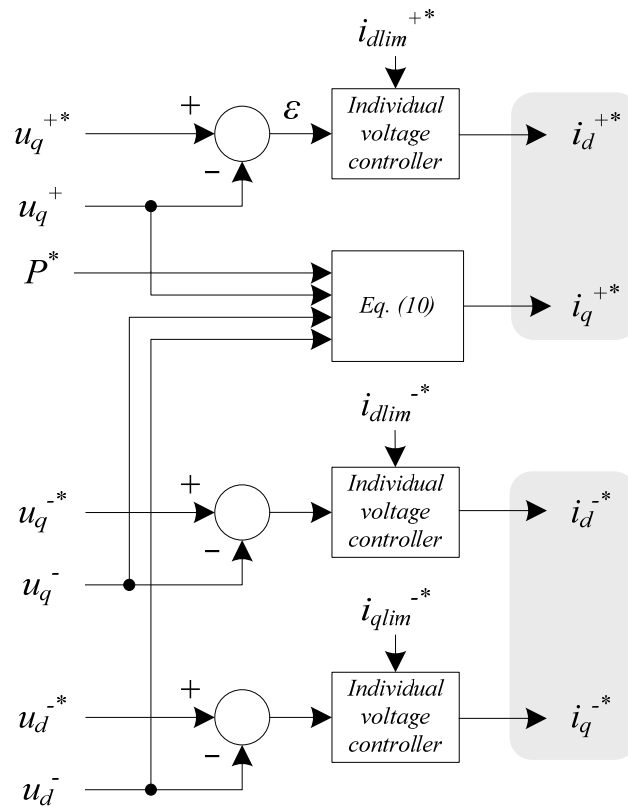 i_dlim^+*
u_q^+*
+
ε
Individual
voltage
controller
i_d^+*
−
u_q^+
P^*
Eq. (10)
i_q^+*
i_dlim^-*
u_q^-*
+
Individual
voltage
controller
i_d^-*
−
u_q^-
i_qlim^-*
u_d^-*
+
Individual
voltage
controller
i_q^-*
−
u_d^-